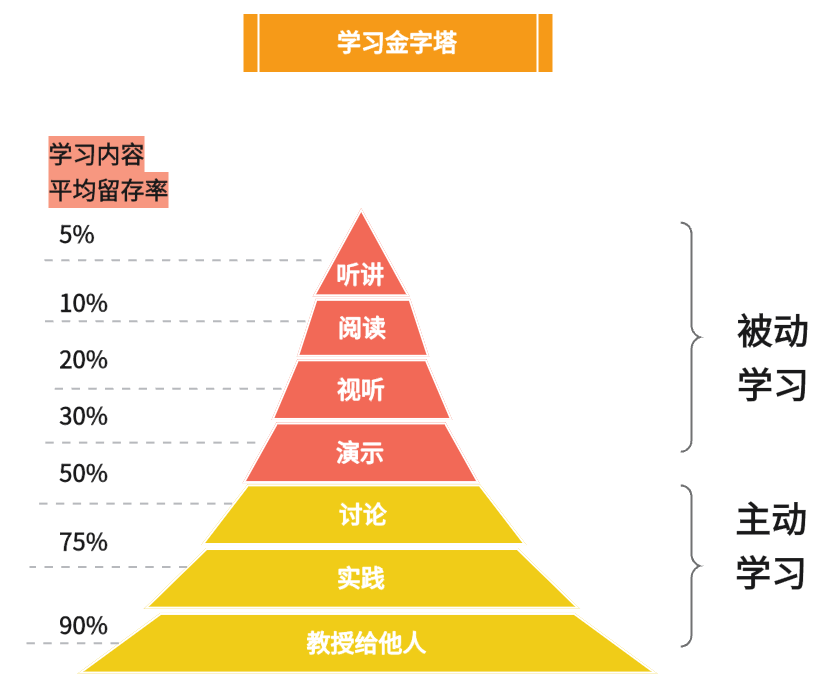 学习金字塔
学习内容
平均留存率
5%
听讲
10%
阅读
20%
视听
30%
演示
被动
学习
50%
讨论
75%
实践
90%
教授给他人
主动
学习